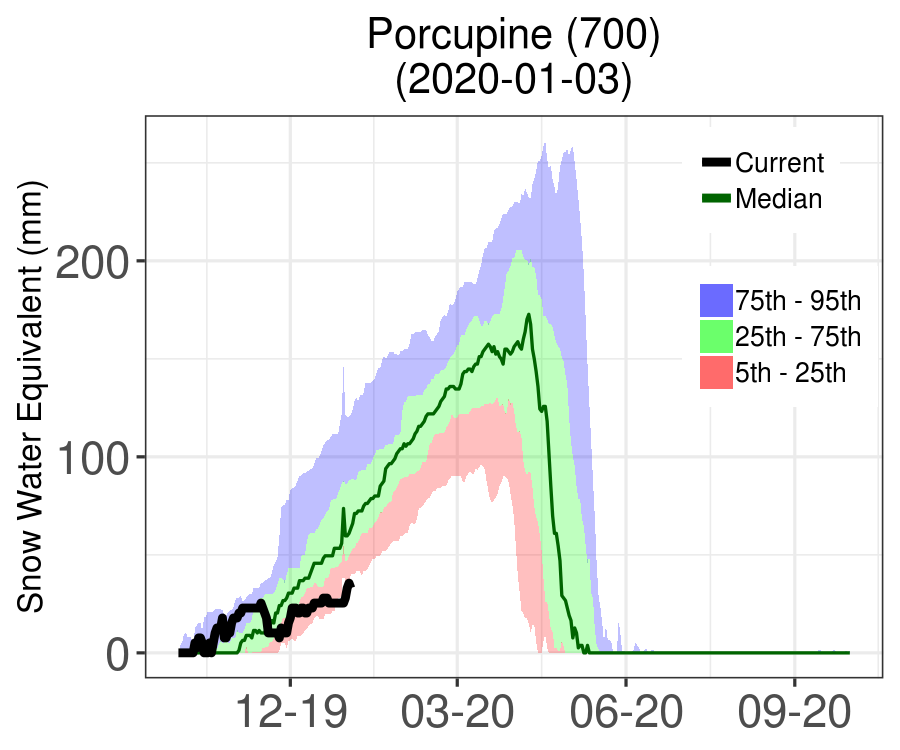 Porcupine (700)
(2020-01-03)
Snow Water Equivalent (mm)
200
100
0
Current
Median
75th - 95th
25th - 75th
5th - 25th
12-19
03-20
06-20
09-20